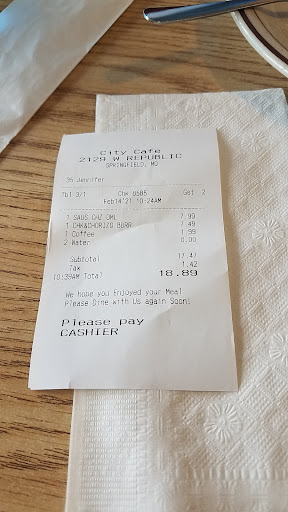 City Cafe
2129 W REPUBLIC
SPRINGFIELD, MO
35 Jennifer
Tbl 3/1 Chk Gst 2
Feb14'21 10:24AM
1 SAUS CHZ OML 7.99
1 CHK&CHORIZO BURR 7.49
1 Coffee 1.99
2 Water 0.00
Subtotal 17.47
Tax 1.42
10:39AM Total 18.89
We hope you Enjoyed your Meal
Please Dine with Us again Soon!
Please pay
CASHIER